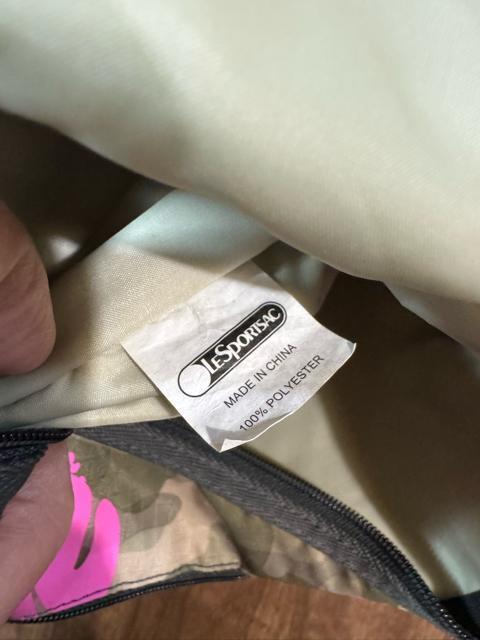 LeSportsac
MADE IN CHINA
100% POLYESTER